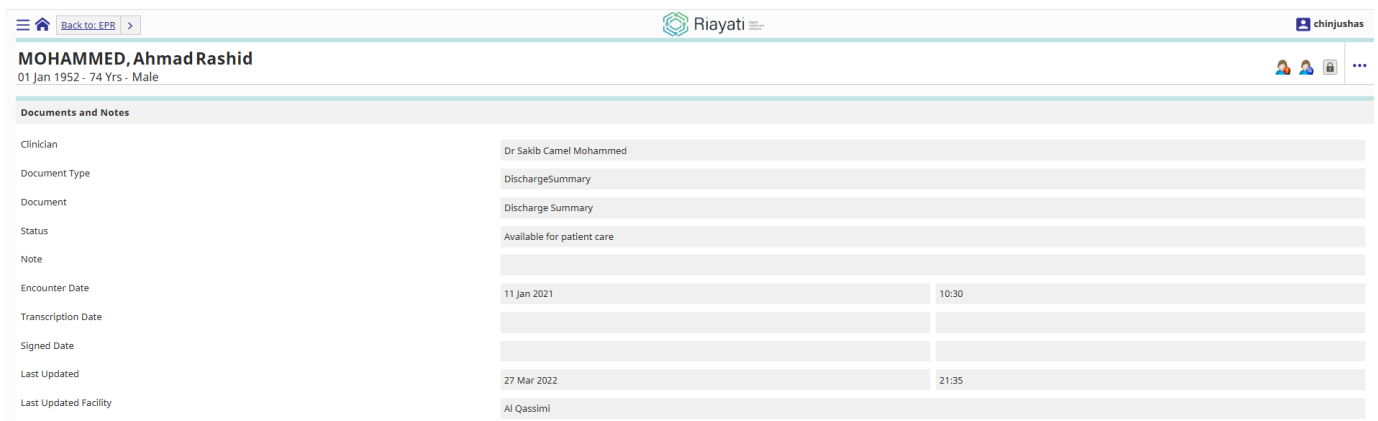 Back to: EPR
Riayati
chinjushas
MOHAMMED, Ahmad Rashid
01 Jan 1952 - 74 Yrs - Male
Documents and Notes
Clinician Dr Sakib Camel Mohammed
Document Type DischargeSummary
Document Discharge Summary
Status Available for patient care
Note
Encounter Date 11 Jan 2021 10:30
Transcription Date
Signed Date
Last Updated 27 Mar 2022 21:35
Last Updated Facility Al Qassimi